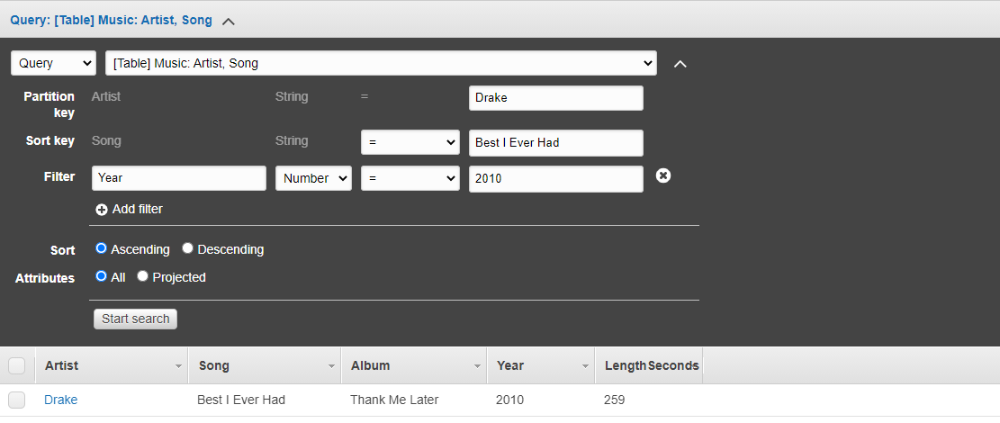 Query: [Table] Music: Artist, Song
Query [Table] Music: Artist, Song
Partition key Artist String = Drake
Sort key Song String = Best I Ever Had
Filter Year Number = 2010
Add filter
Sort Ascending Descending
Attributes All Projected
Start search
Artist Song Album Year LengthSeconds
Drake Best I Ever Had Thank Me Later 2010 259